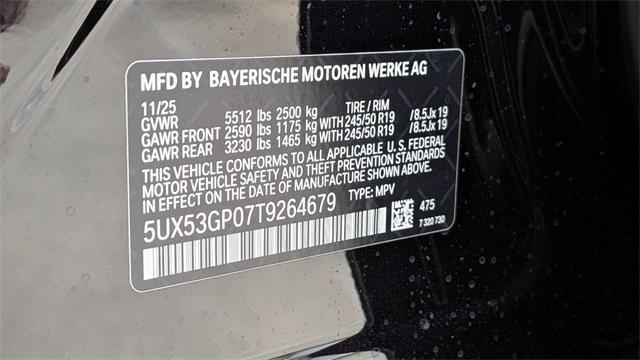 MFD BY BAYERISCHE MOTOREN WERKE AG
11/25 TIRE / RIM
GVWR 5512 lbs 2500 kg
GAWR FRONT 2590 lbs 1175 kg WITH 245/50 R19 /8.5Jx19
GAWR REAR 3230 lbs 1465 kg WITH 245/50 R19 /8.5Jx19
THIS VEHICLE CONFORMS TO ALL APPLICABLE U.S. FEDERAL
MOTOR VEHICLE SAFETY AND THEFT PREVENTION STANDARDS
IN EFFECT ON THE DATE OF MANUFACTURE SHOWN ABOVE.
5UX53GP07T9264679 TYPE: MPV
475
7 320 730